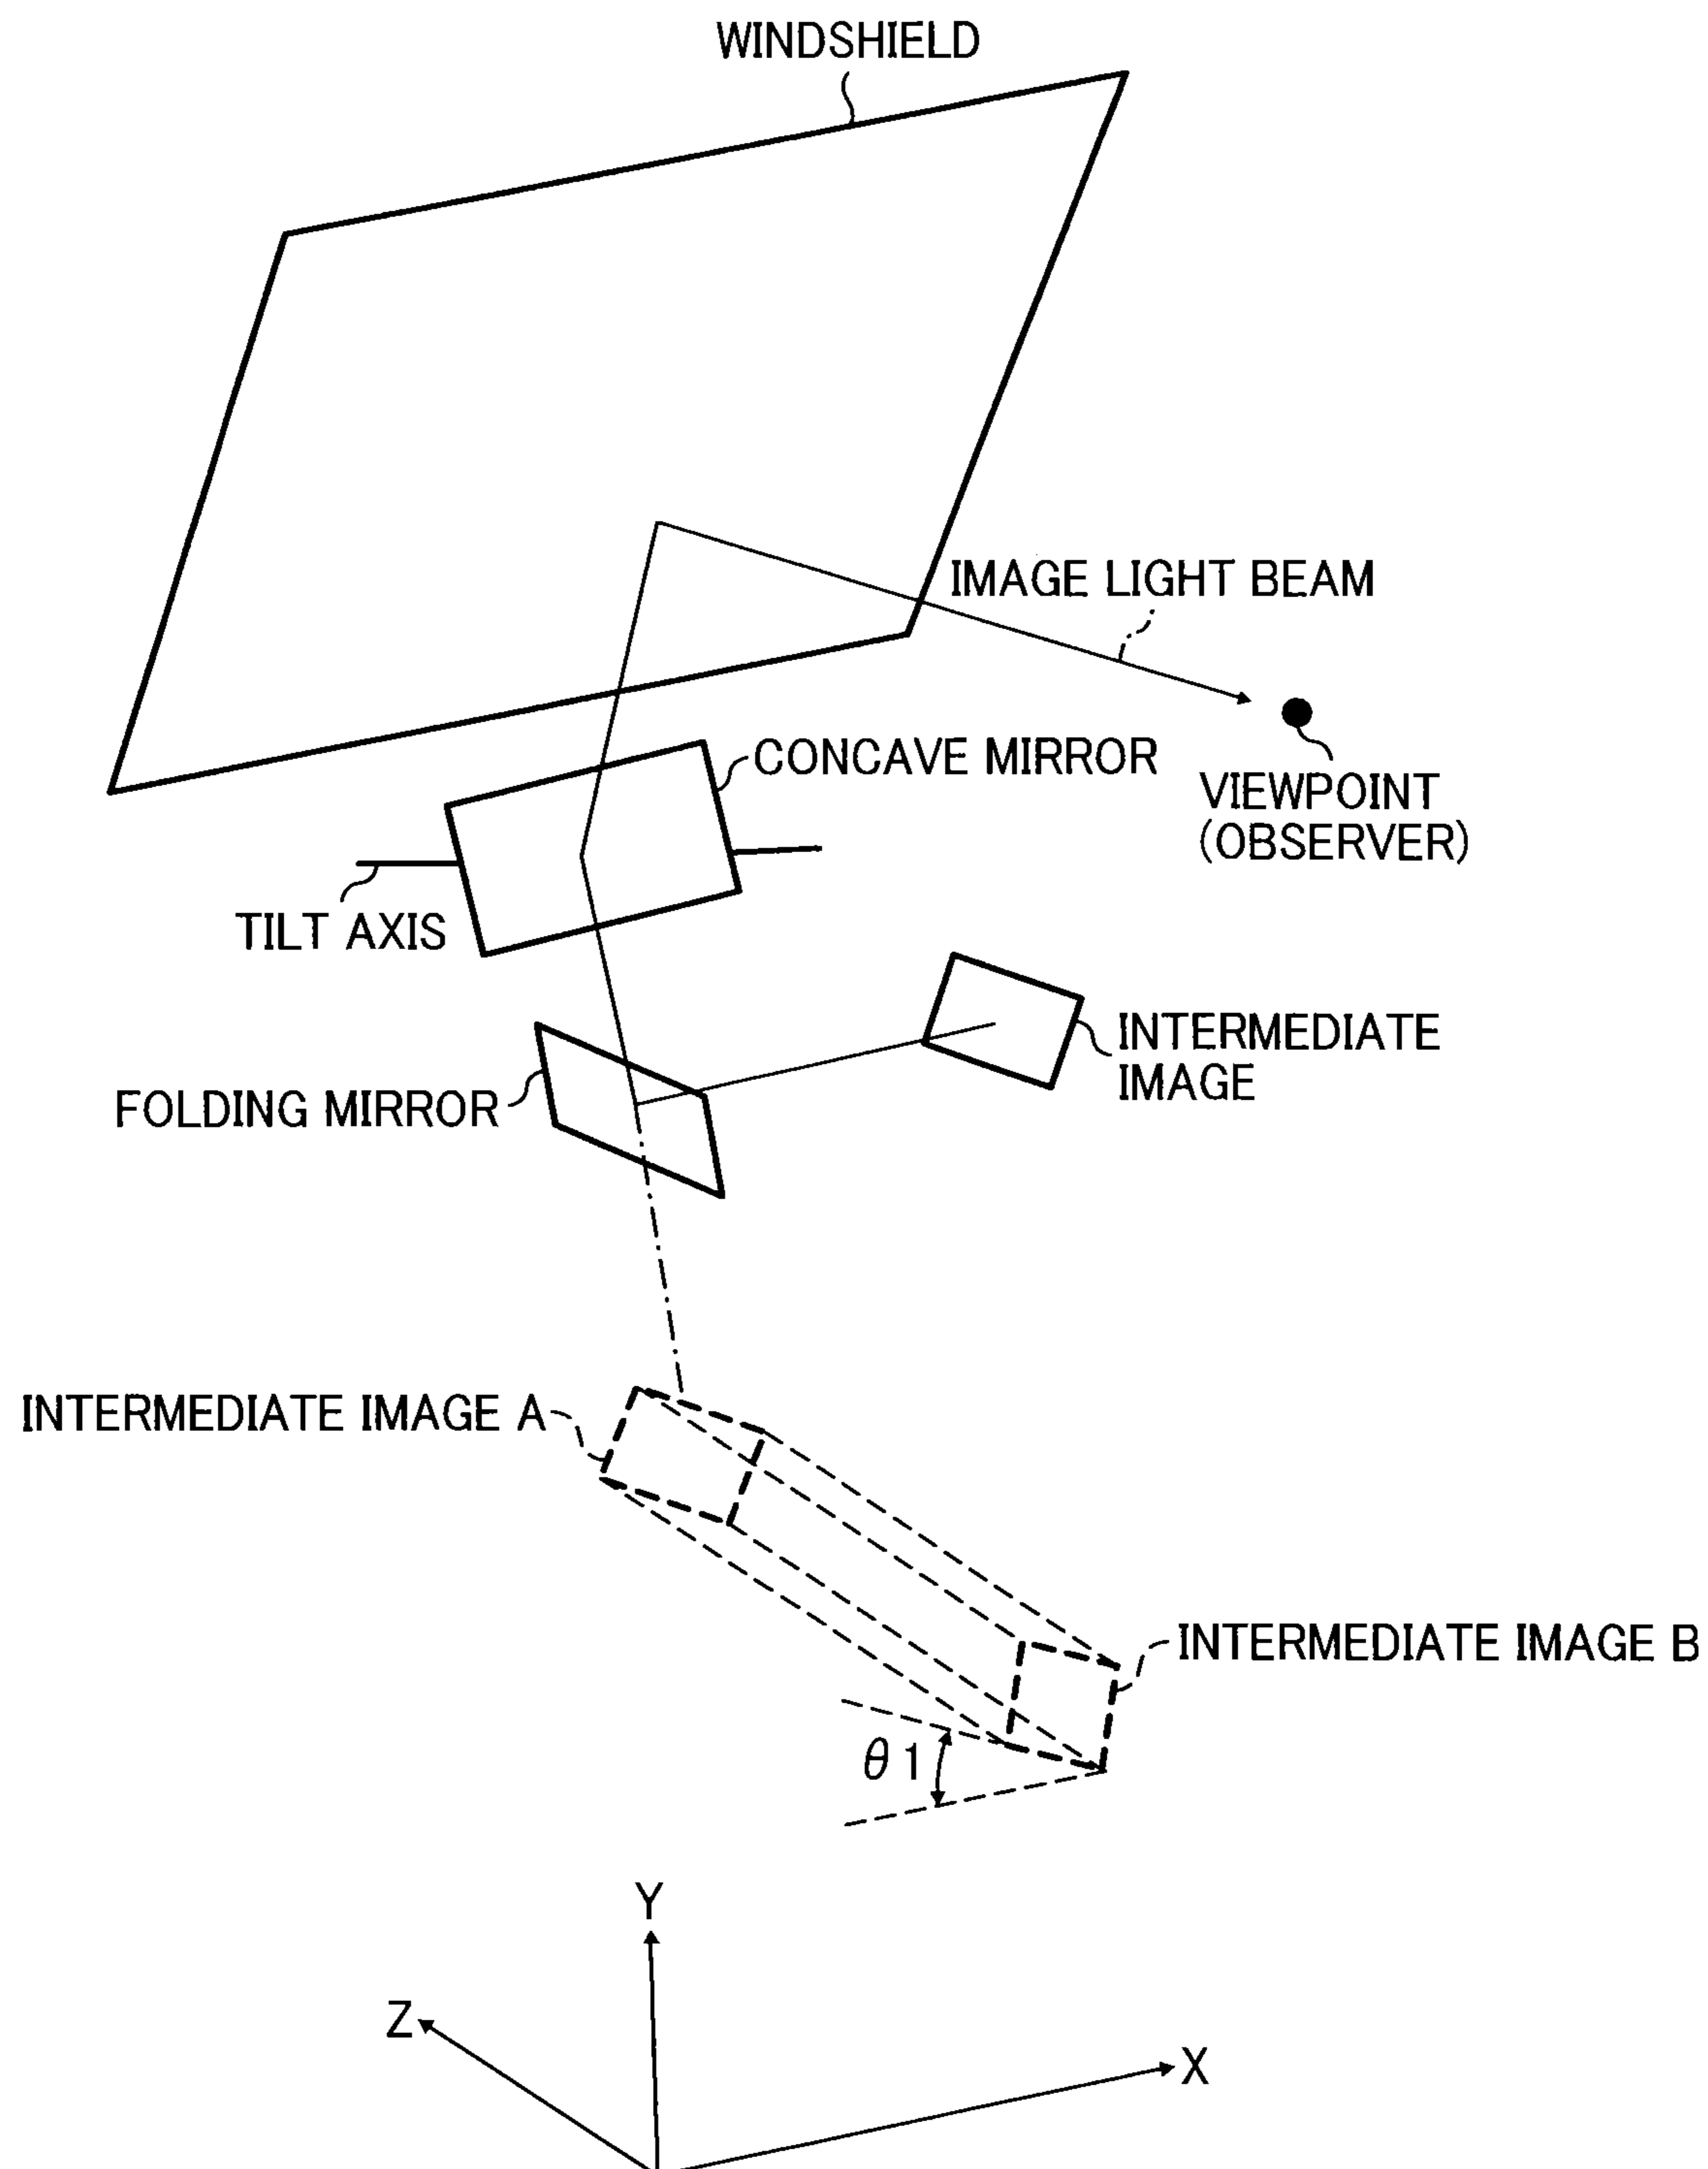 WINDSHIELD
IMAGE LIGHT BEAM
CONCAVE MIRROR
VIEWPOINT
(OBSERVER)
TILT AXIS
INTERMEDIATE
IMAGE
FOLDING MIRROR
INTERMEDIATE IMAGE A
INTERMEDIATE IMAGE B
θ1
Y
Z
X